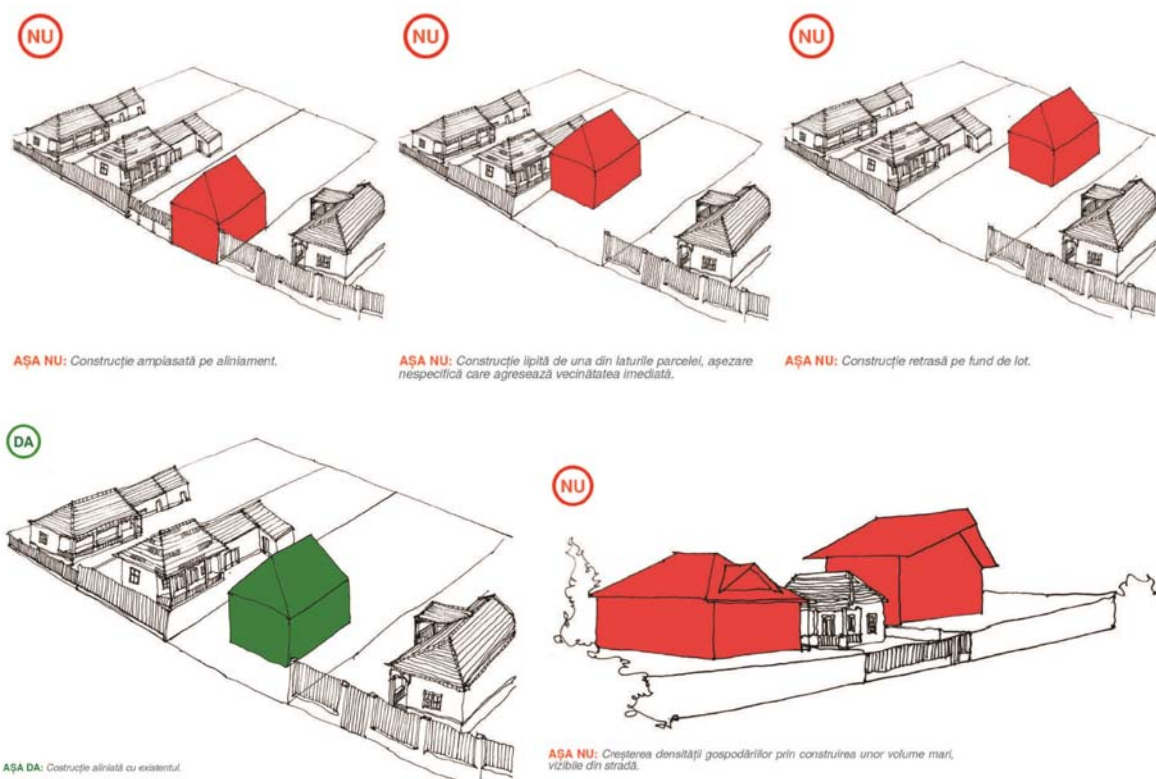 NU
NU
NU
AȘA NU: Construcție amplasată pe aliniament.
AȘA NU: Construcție lipită de una din laturile parcelei, așezare
nespecifică care agresează vecinătatea imediată.
AȘA NU: Construcție retrasă pe fund de lot.
DA
NU
AȘA DA: Costrucție aliniată cu existentul.
AȘA NU: Creșterea densității gospodăriilor prin construirea unor volume mari,
vizibile din stradă.